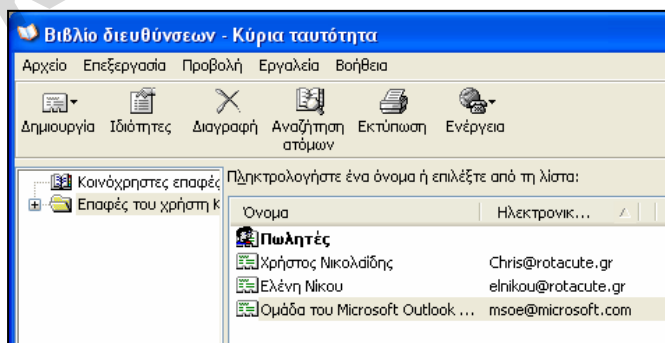 Βιβλίο διευθύνσεων - Κύρια ταυτότητα
Αρχείο Επεξεργασία Προβολή Εργαλεία Βοήθεια
Δημιουργία Ιδιότητες Διαγραφή Αναζήτηση ατόμων Εκτύπωση Ενέργεια
Κοινόχρηστες επαφές
Επαφές του χρήστη Κ
Πληκτρολογήστε ένα όνομα ή επιλέξτε από τη λίστα:
Όνομα Ηλεκτρονικ...
Πωλητές
Χρήστος Νικολαΐδης Chris@rotacute.gr
Ελένη Νίκου elnikou@rotacute.gr
Ομάδα του Microsoft Outlook ... msoe@microsoft.com